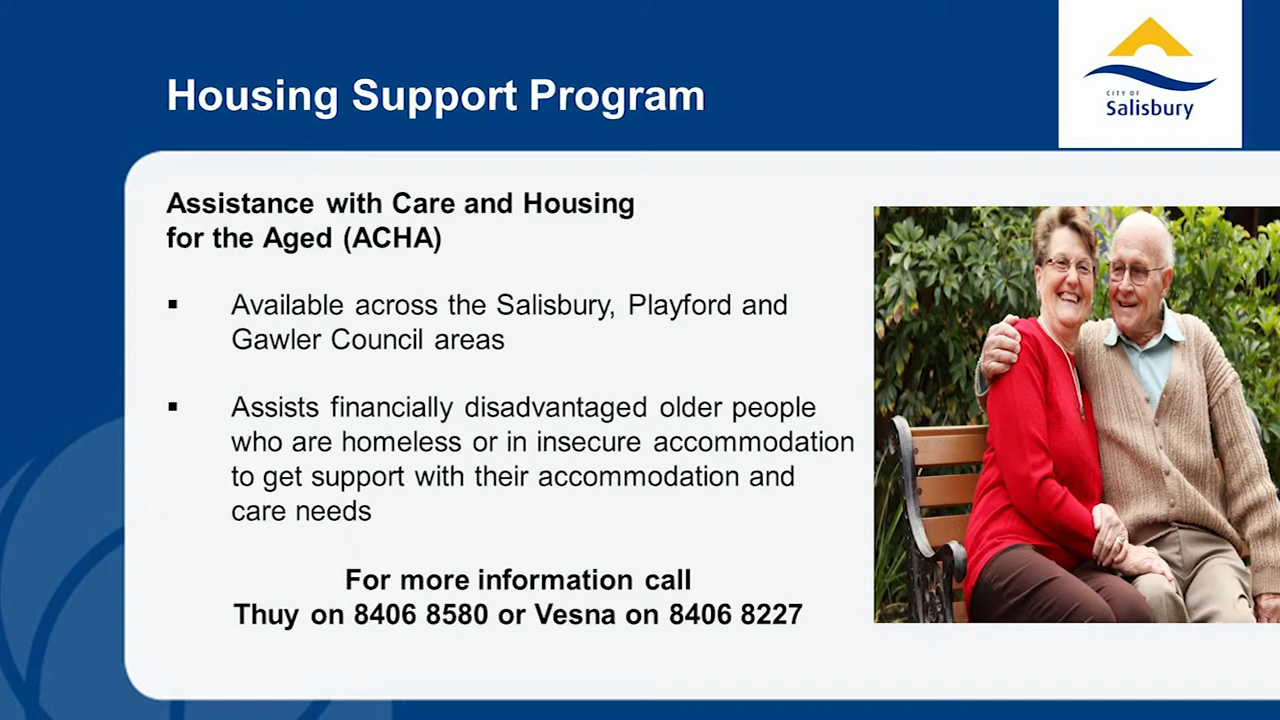 Housing Support Program
CITY OF
Salisbury
Assistance with Care and Housing
for the Aged (ACHA)
▪ Available across the Salisbury, Playford and
Gawler Council areas
▪ Assists financially disadvantaged older people
who are homeless or in insecure accommodation
to get support with their accommodation and
care needs
For more information call
Thuy on 8406 8580 or Vesna on 8406 8227